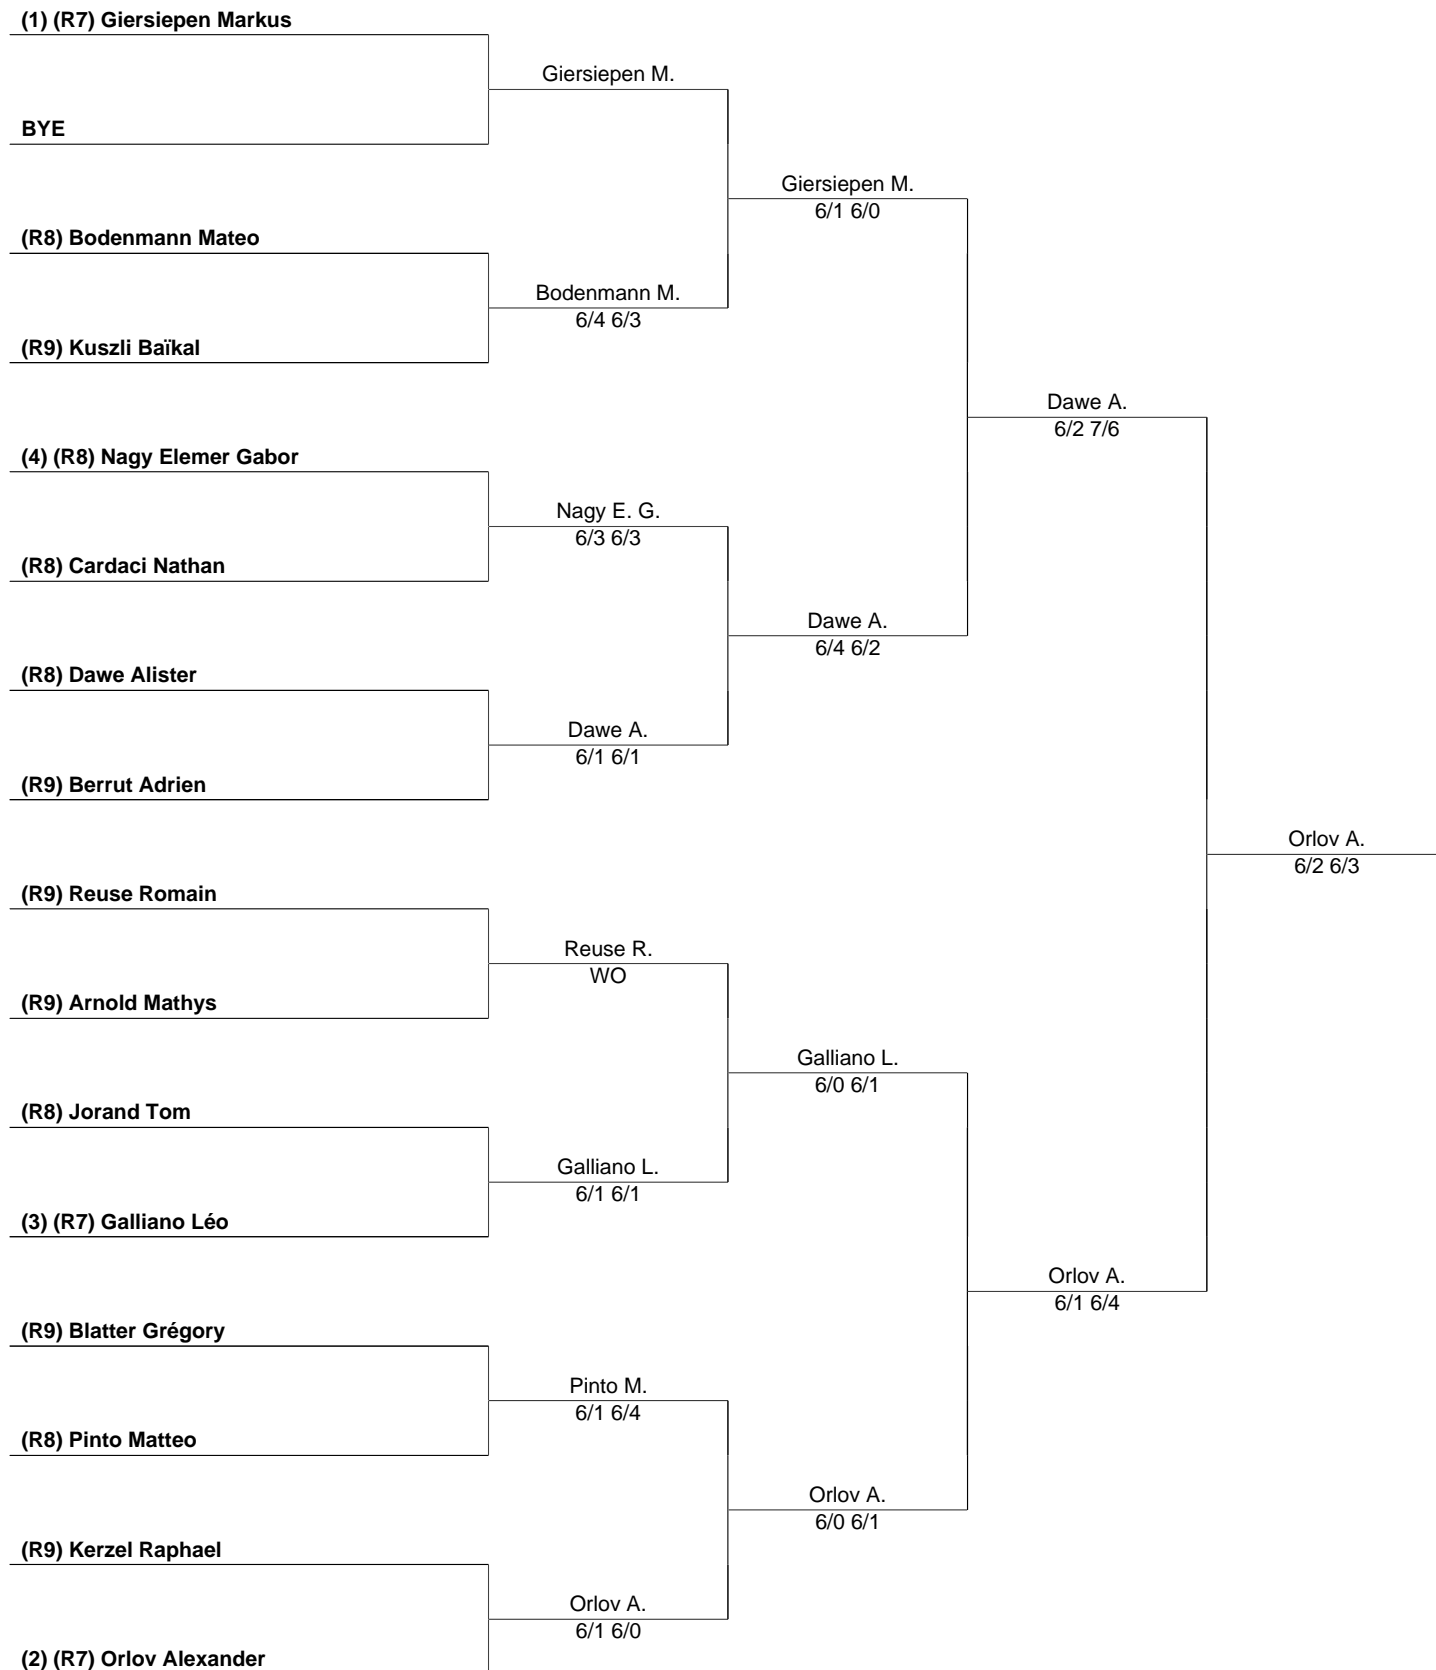 (1) (R7) Giersiepen Markus
Giersiepen M.
BYE
Giersiepen M.
6/1 6/0
(R8) Bodenmann Mateo
Bodenmann M.
6/4 6/3
(R9) Kuszli Baïkal
Dawe A.
6/2 7/6
(4) (R8) Nagy Elemer Gabor
Nagy E. G.
6/3 6/3
(R8) Cardaci Nathan
Dawe A.
6/4 6/2
(R8) Dawe Alister
Dawe A.
6/1 6/1
(R9) Berrut Adrien
Orlov A.
6/2 6/3
(R9) Reuse Romain
Reuse R.
WO
(R9) Arnold Mathys
Galliano L.
6/0 6/1
(R8) Jorand Tom
Galliano L.
6/1 6/1
(3) (R7) Galliano Léo
Orlov A.
6/1 6/4
(R9) Blatter Grégory
Pinto M.
6/1 6/4
(R8) Pinto Matteo
Orlov A.
6/0 6/1
(R9) Kerzel Raphael
Orlov A.
6/1 6/0
(2) (R7) Orlov Alexander